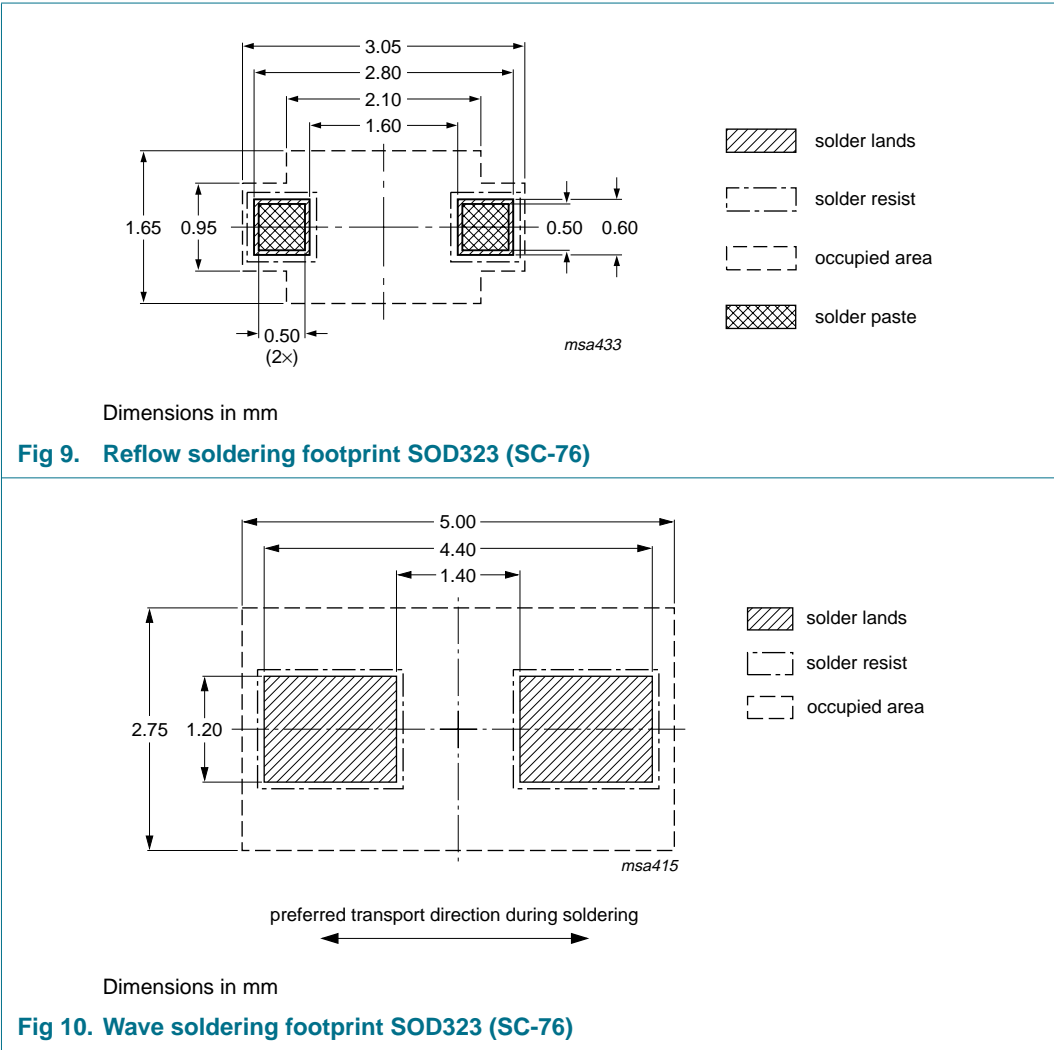 3.05
2.80
2.10
1.60
1.65 0.95 0.50 0.60
0.50
(2×)
msa433
solder lands
solder resist
occupied area
solder paste
Dimensions in mm
Fig 9. Reflow soldering footprint SOD323 (SC-76)
5.00
4.40
1.40
2.75 1.20
msa415
solder lands
solder resist
occupied area
preferred transport direction during soldering
Dimensions in mm
Fig 10. Wave soldering footprint SOD323 (SC-76)